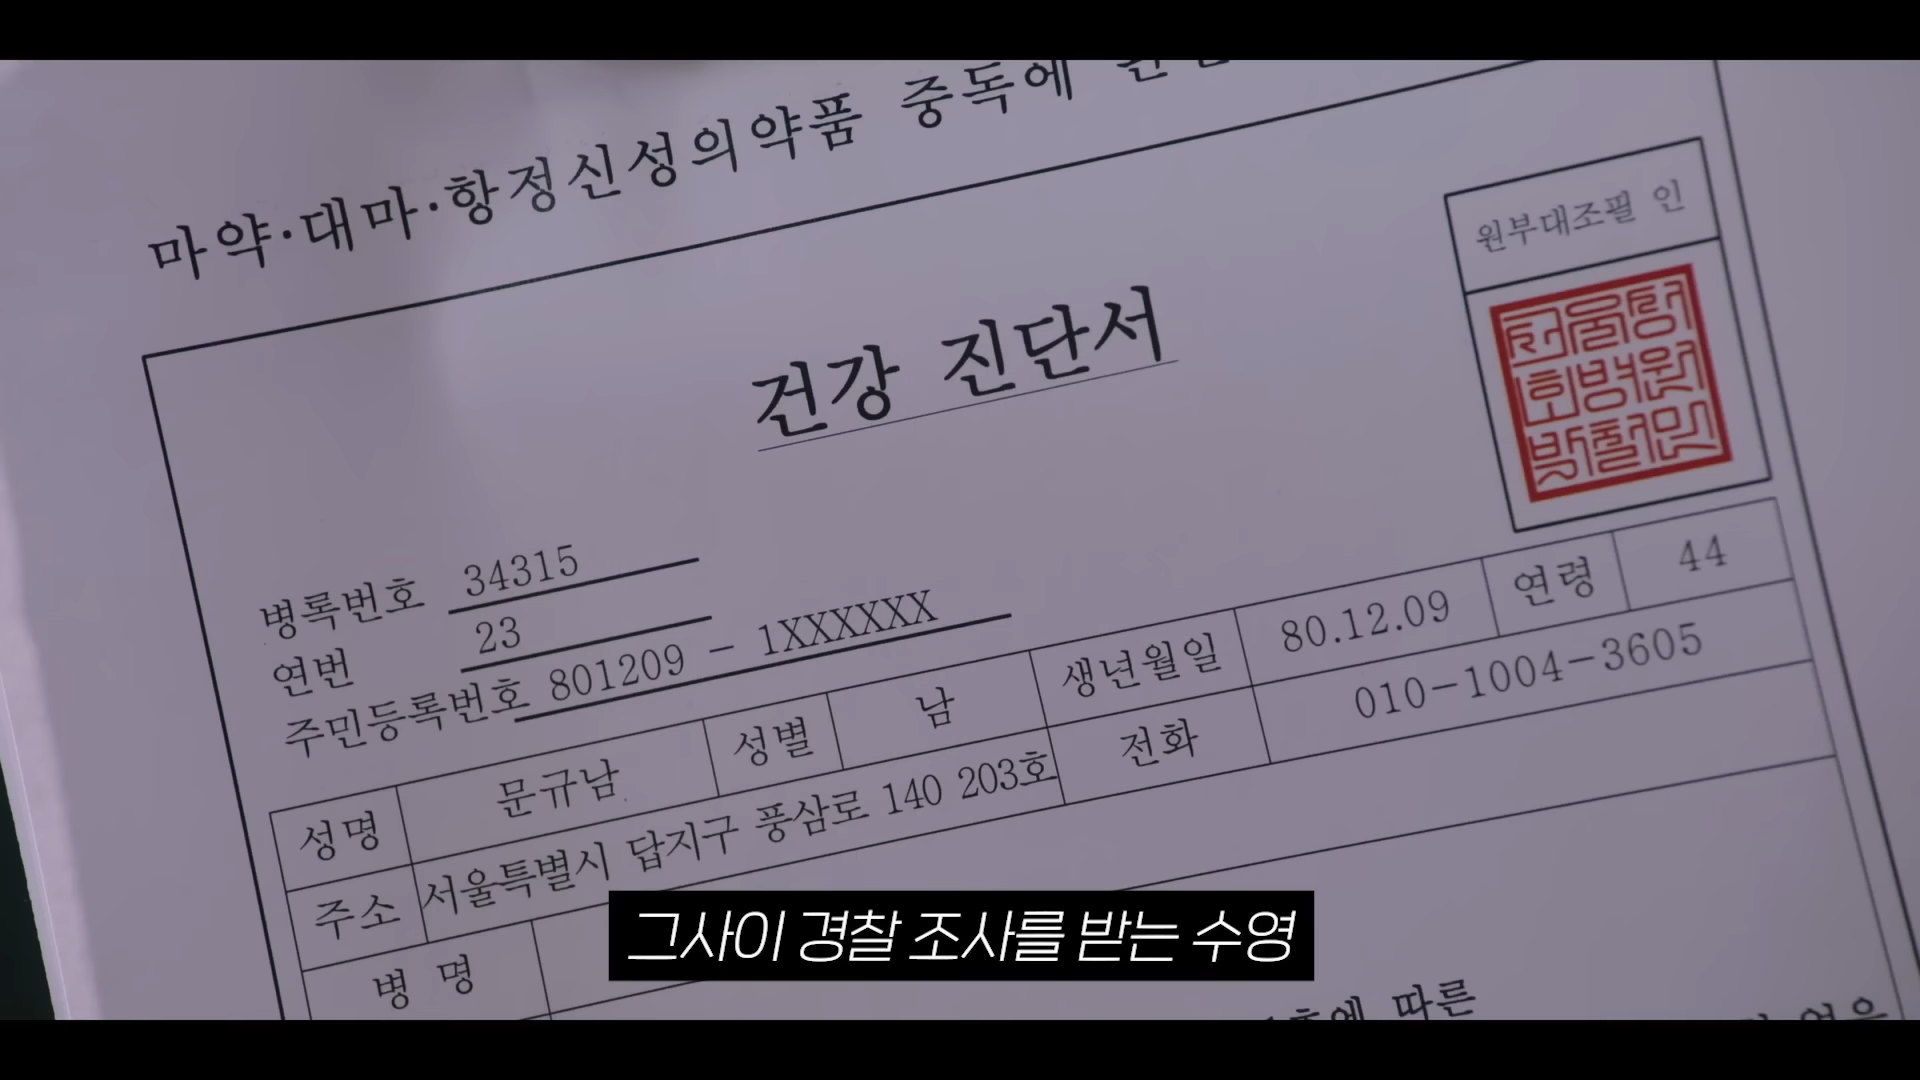 마약·대마·항정신성의약품 중독에
건강 진단서
원부대조필 인
병록번호 34315
연번 23
주민등록번호 801209 - 1XXXXXX
성명 문규남 성별 남 생년월일 80.12.09 연령 44
주소 서울특별시 답지구 풍삼로 140 203호 전화 010-1004-3605
병 명
따른
그사이 경찰 조사를 받는 수영